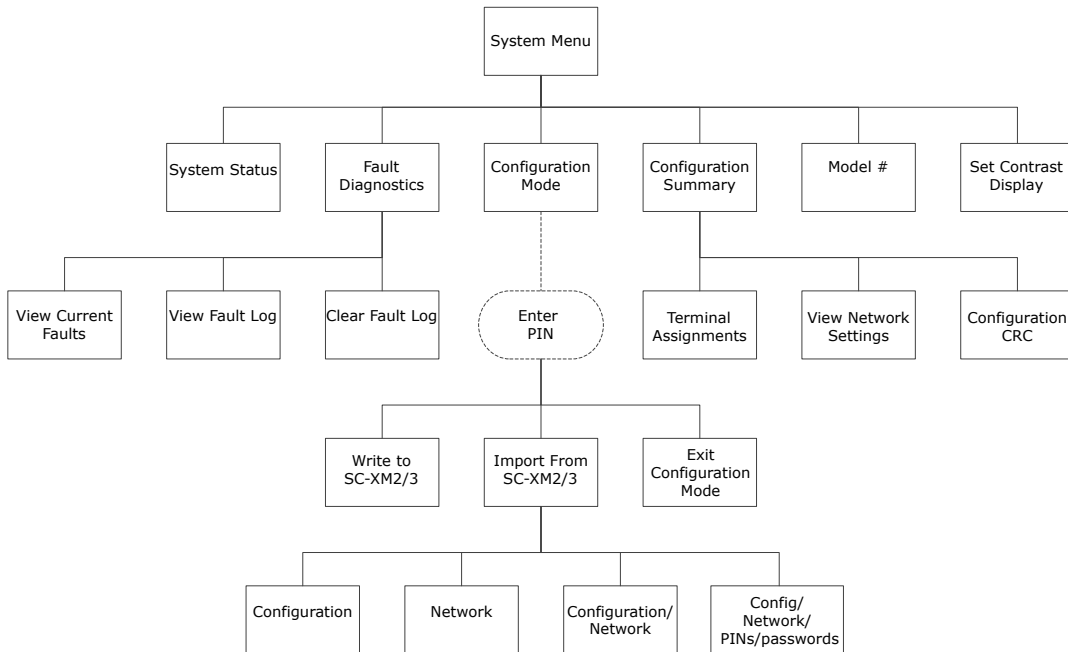 System Menu
System Status
Fault
Diagnostics
Configuration
Mode
Configuration
Summary
Model #
Set Contrast
Display
View Current
Faults
View Fault Log
Clear Fault Log
Enter
PIN
Terminal
Assignments
View Network
Settings
Configuration
CRC
Write to
SC-XM2/3
Import From
SC-XM2/3
Exit
Configuration
Mode
Configuration
Network
Configuration/
Network
Config/
Network/
PINs/passwords